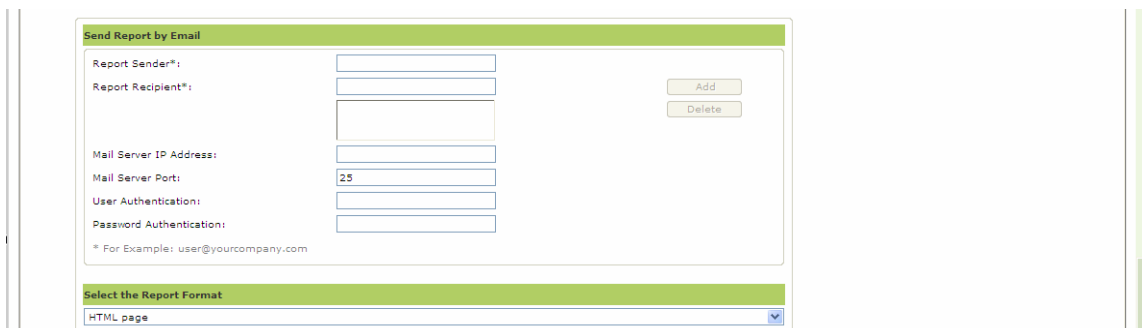 Send Report by Email
Report Sender*:
Report Recipient*: Add
Delete
Mail Server IP Address:
Mail Server Port: 25
User Authentication:
Password Authentication:
* For Example: user@yourcompany.com
Select the Report Format
HTML page